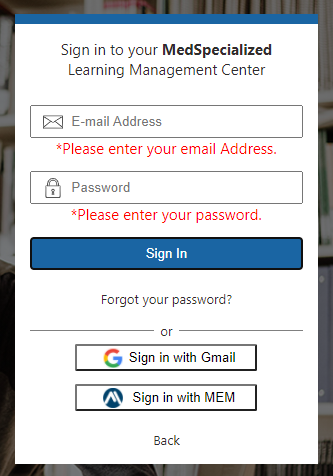 Sign in to your MedSpecialized
Learning Management Center
E-mail Address
*Please enter your email Address.
Password
*Please enter your password.
Sign In
Forgot your password?
or
Sign in with Gmail
Sign in with MEM
Back